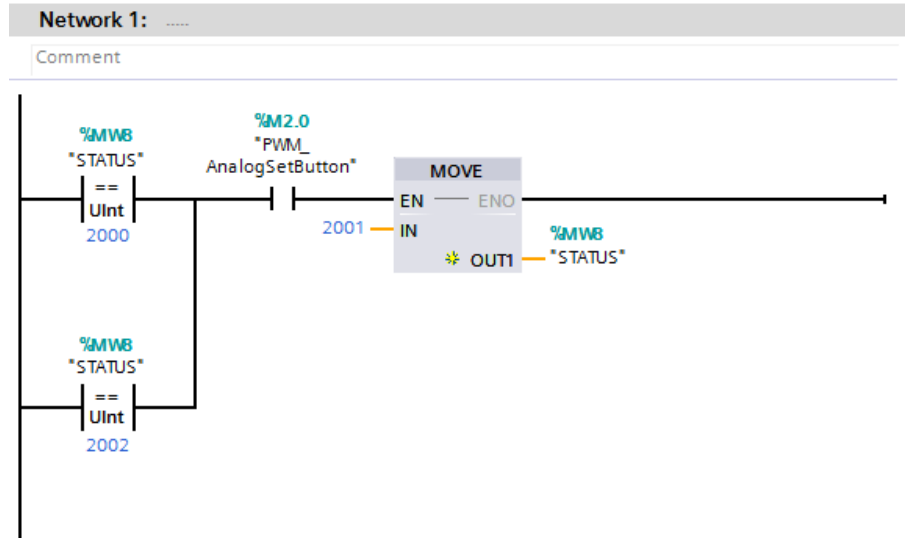 Network 1: .....
Comment
%MW8
"STATUS"
==
UInt
2000
%M2.0
"PWM_
AnalogSetButton"
MOVE
EN ENO
2001 IN
OUT1
%MW8
"STATUS"
%MW8
"STATUS"
==
UInt
2002